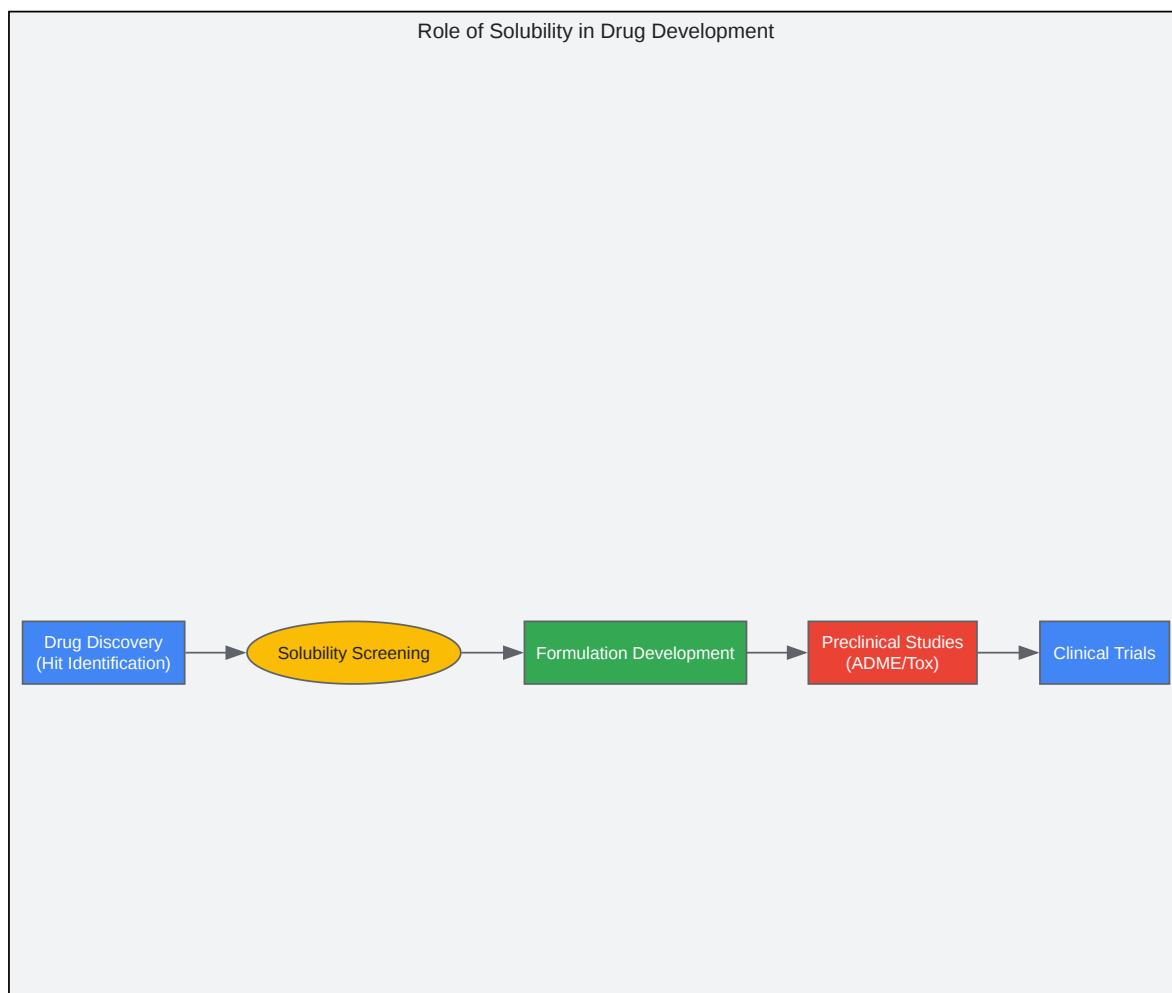 Role of Solubility in Drug Development
Drug Discovery
(Hit Identification)
Solubility Screening
Formulation Development
Preclinical Studies
(ADME/Tox)
Clinical Trials